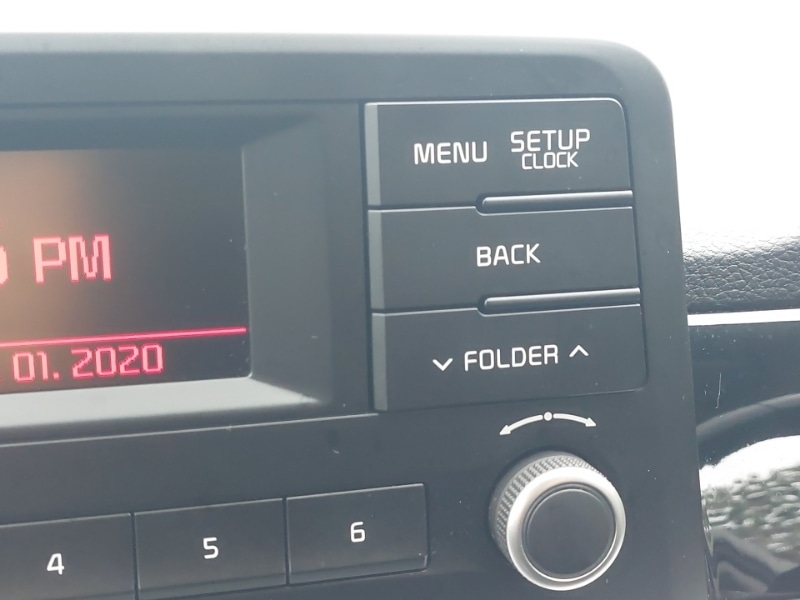 MENU SETUP
CLOCK
PM
BACK
01. 2020
FOLDER
4 5 6